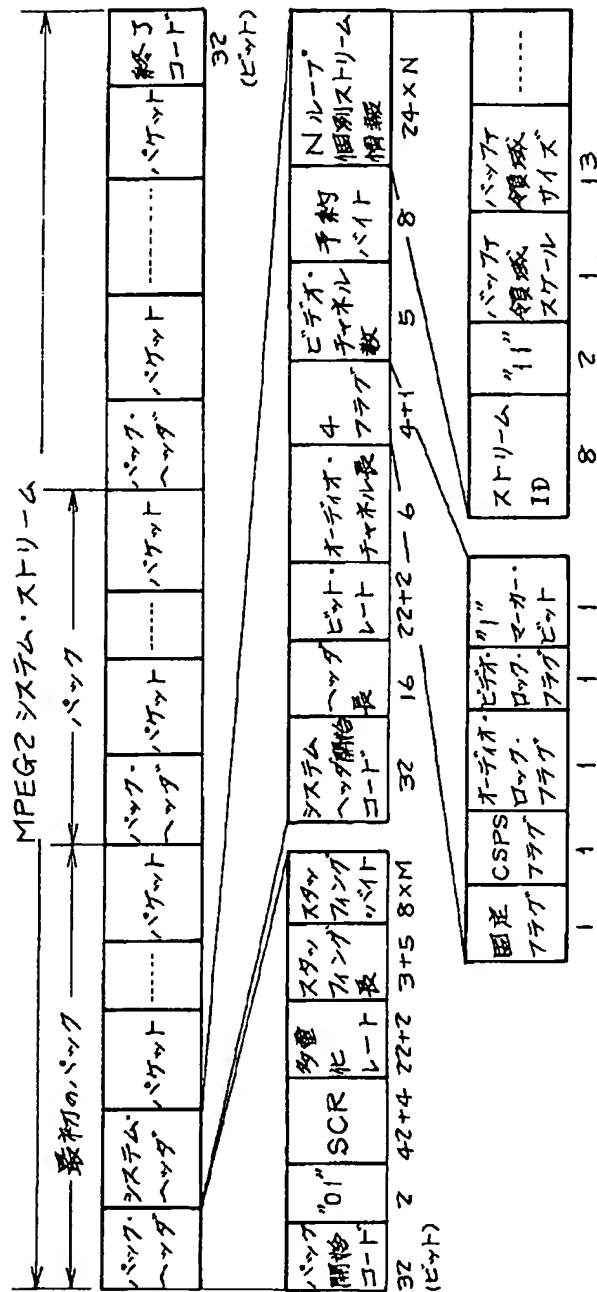 MPEG2 システム・ストリーム
最初のパック
パック
パック・
ヘッダ
システム・
ヘッダ
パケット
┄┄
パケット
パック・
ヘッダ
パケット
┄┄
パケット
パック・
ヘッダ
パケット
┄┄┄
パケット
終了
コード
32
(ビット)
パック
開始
コード
"01"
SCR
多重
化
レート
スタッ
フィング
長
スタッ
フィング
バイト
32
(ビット)
2
42+4
22+2
3+5
8×M
システム
ヘッダ開始
コード
ヘッダ
長
ビット・
レート
オーディオ・
チャネル長
4
フラグ
ビデオ・
チャネル
数
予約
バイト
Nループ
個別ストリーム
情報
32
16
22+2
6
4+1
5
8
24×N
固定
フラグ
CSPS
フラグ
オーディオ・
ロック・
フラグ
ビデオ・
ロック・
フラグ
"1"
マーカー・
ビット
1
1
1
1
1
ストリーム
ID
"11"
バッファ
領域
スケール
バッファ
領域
サイズ
┄┄
8
2
1
13